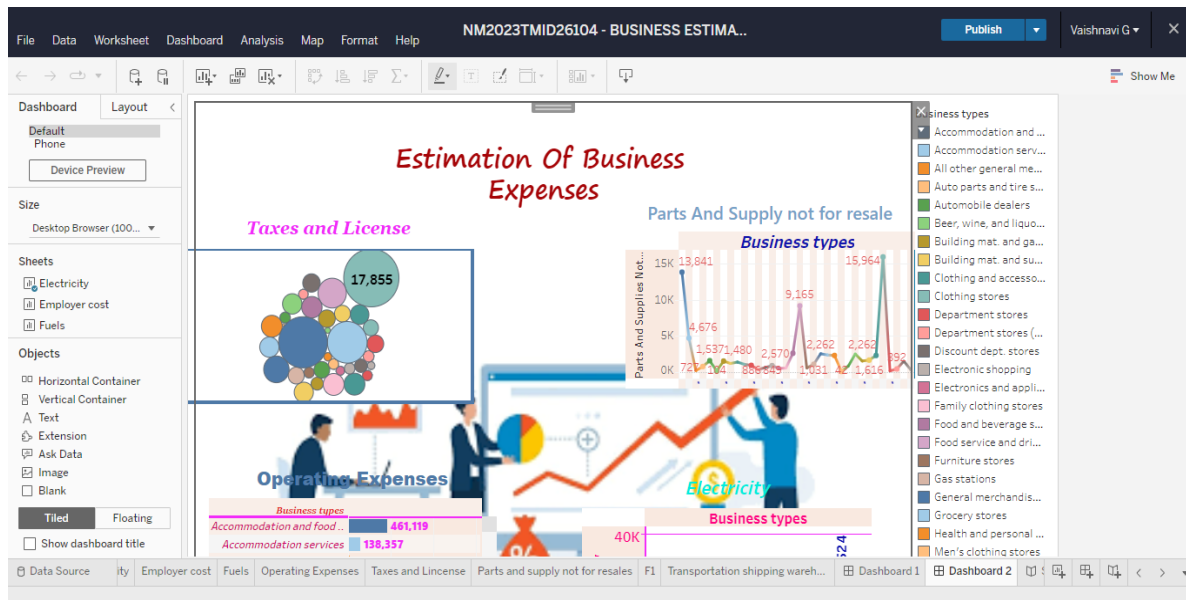 NM2023TMID26104 - BUSINESS ESTIMA...
Publish
Vaishnavi G
File Data Worksheet Dashboard Analysis Map Format Help
Show Me
Dashboard Layout
Default
Phone
Device Preview
Size
Desktop Browser (100...
Sheets
Electricity
Employer cost
Fuels
Objects
Horizontal Container
Vertical Container
Text
Extension
Ask Data
Image
Blank
Tiled Floating
Show dashboard title
Estimation Of Business
Expenses
Taxes and License
17,855
Parts And Supply not for resale
Business types
Parts And Supplies Not...
15K
10K
5K
0K
13,841
15,964
9,165
4,676
1,537
1,480
2,570
2,262
2,262
727
184
849
1,031
42
1,616
892
Operating Expenses
Business types
Accommodation and food .. 461,119
Accommodation services 138,357
Electricity
Business types
40K
siness types
Accommodation and ...
Accommodation serv...
All other general me...
Auto parts and tire s...
Automobile dealers
Beer, wine, and liquo...
Building mat. and ga...
Building mat. and su...
Clothing and accesso...
Clothing stores
Department stores
Department stores (...
Discount dept. stores
Electronic shopping
Electronics and appli...
Family clothing stores
Food and beverage s...
Food service and dri...
Furniture stores
Gas stations
General merchandis...
Grocery stores
Health and personal ...
Men's clothing stores
Data Source ity Employer cost Fuels Operating Expenses Taxes and Lincense Parts and supply not for resales F1 Transportation shipping wareh... Dashboard 1 Dashboard 2